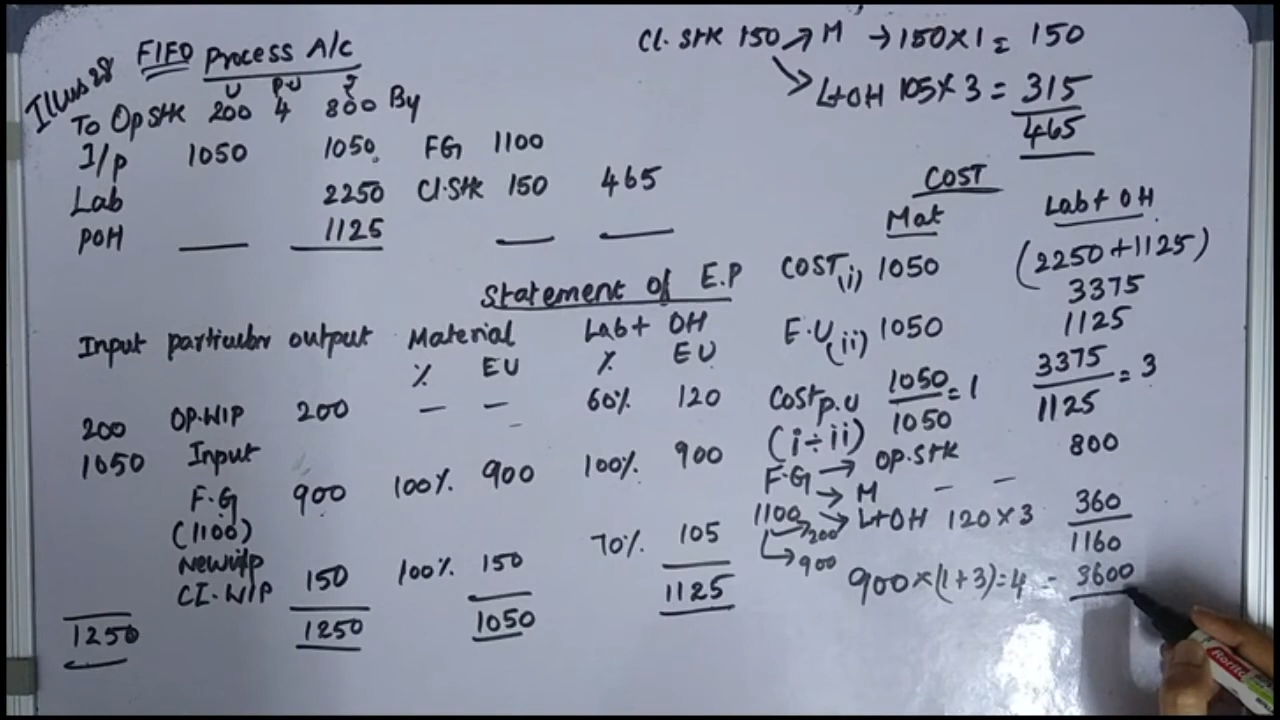 Illus 28
FIFO Process A/c
U P.U ₹
To Op Stk 200 4 800 By
I/p 1050 1050 FG 1100
Lab 2250 Cl.Stk 150 465
POH 1125
Cl. Stk 150 → M → 150 × 1 = 150
→ L+OH 105 × 3 = 315
465
Statement of E.P
Input particular output Material Lab + OH
% EU % EU
200 OP.WIP 200 — — 60% 120
1050 Input
F.G 900 100% 900 100% 900
(1100)
New i/p
CI.WIP 150 100% 150 70% 105
1250 1250 1050 1125
COST
Mat Lab + OH
COST (i) 1050 (2250+1125)
3375
E.U (ii) 1050 1125
Cost p.u 1050/1050 = 1 3375/1125 = 3
(i ÷ ii)
F.G → OP.Stk 800
→ M — —
1100 → 200 → L+OH 120 × 3 360
1160
→ 900 900 × (1+3) = 4 - 3600